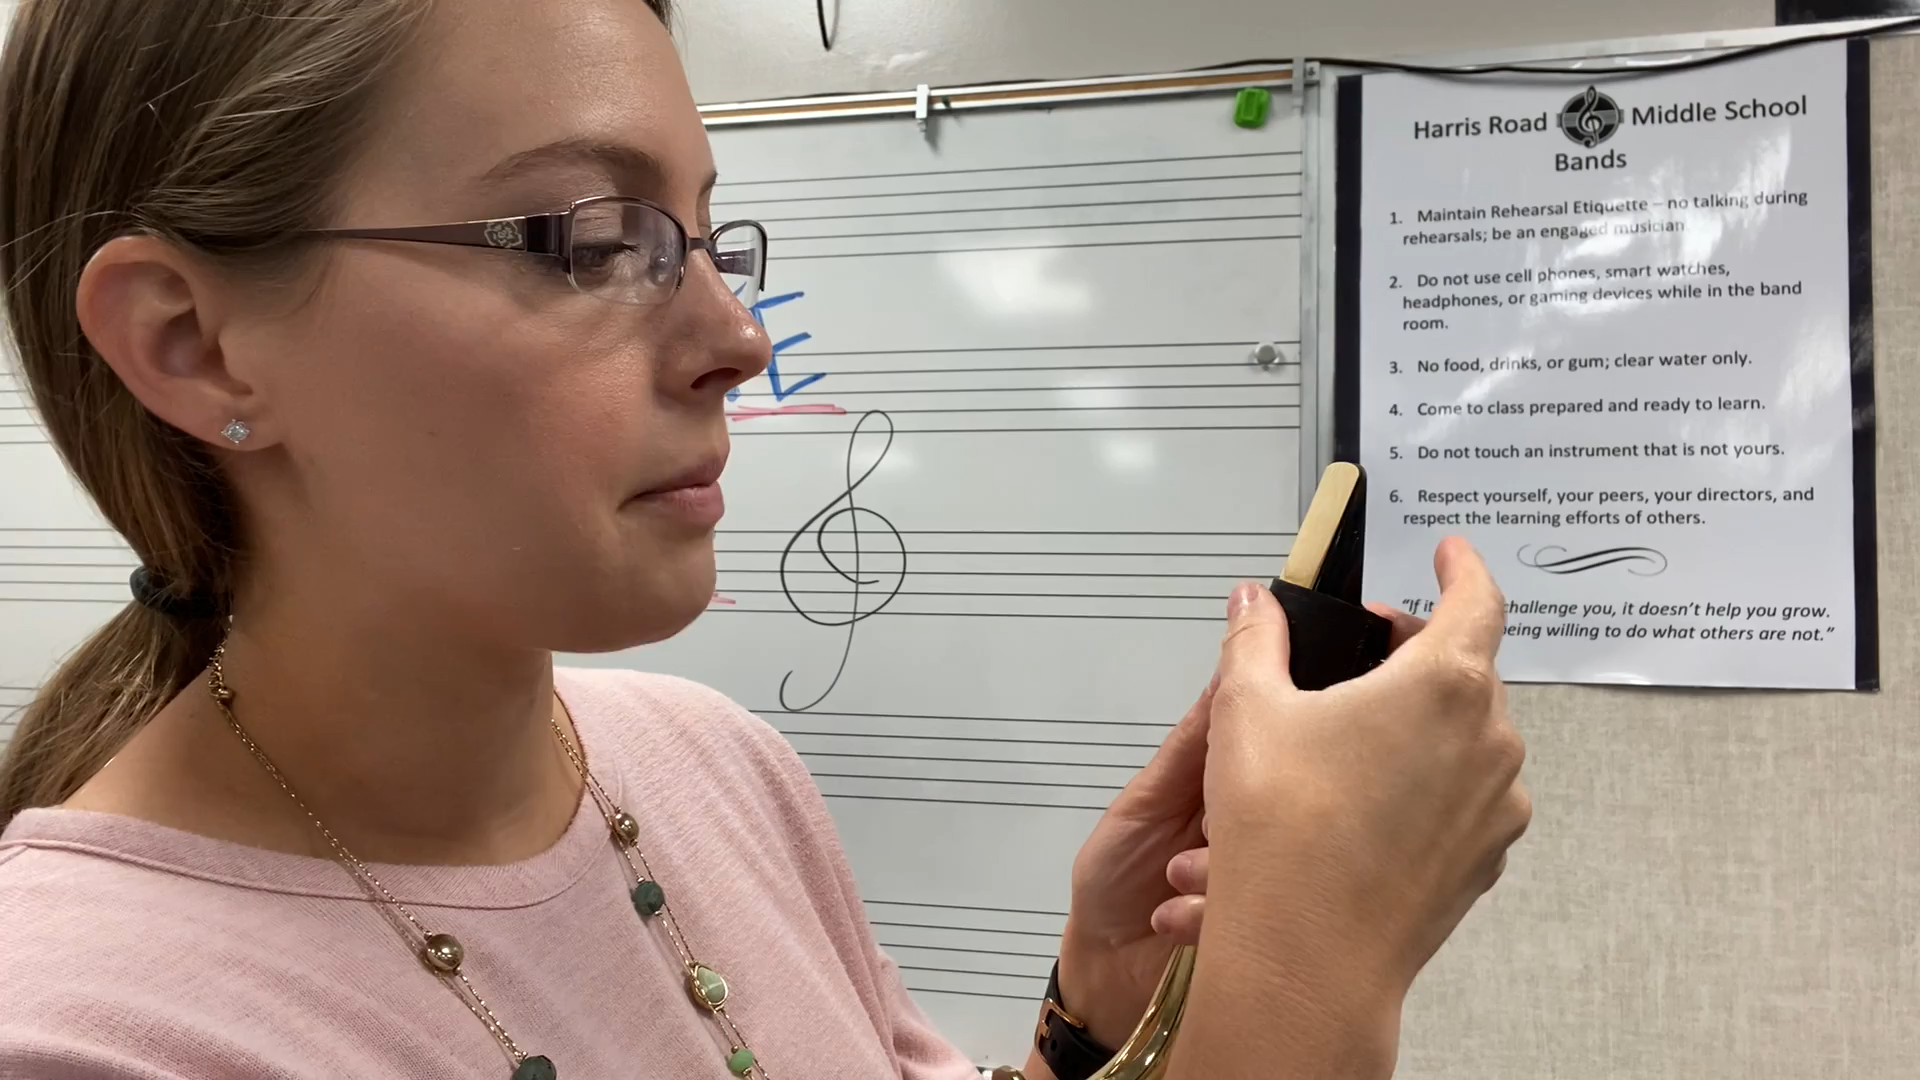 Harris Road Middle School
Bands
1. Maintain Rehearsal Etiquette – no talking during
rehearsals; be an engaged musician.
2. Do not use cell phones, smart watches,
headphones, or gaming devices while in the band
room.
3. No food, drinks, or gum; clear water only.
4. Come to class prepared and ready to learn.
5. Do not touch an instrument that is not yours.
6. Respect yourself, your peers, your directors, and
respect the learning efforts of others.
"If it challenge you, it doesn't help you grow.
being willing to do what others are not."
E